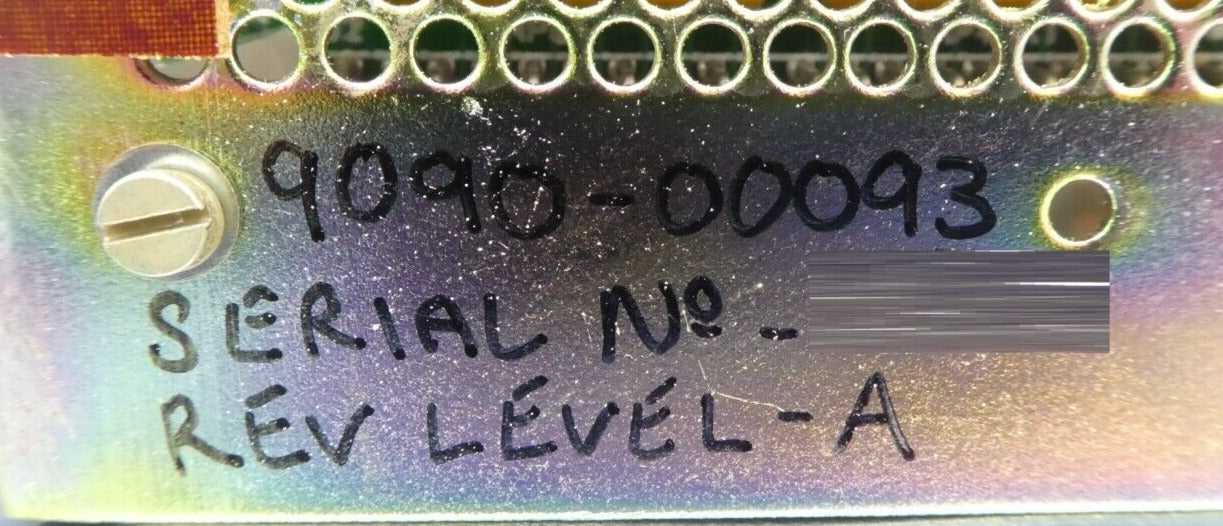 9090-00093
SERIAL Nº -
REV LEVEL - A